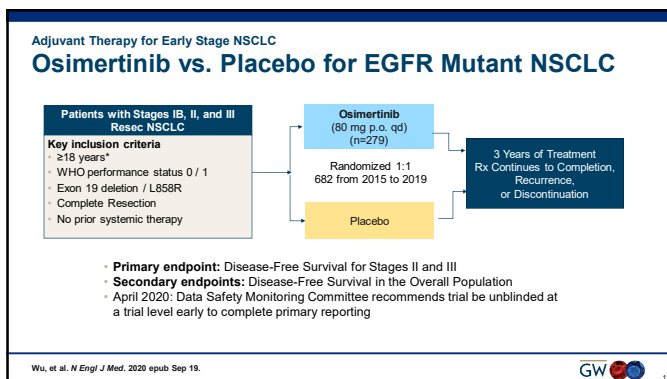 Adjuvant Therapy for Early Stage NSCLC
Osimertinib vs. Placebo for EGFR Mutant NSCLC
Patients with Stages IB, II, and III
Resec NSCLC
Key inclusion criteria
• ≥18 years*
• WHO performance status 0 / 1
• Exon 19 deletion / L858R
• Complete Resection
• No prior systemic therapy
Osimertinib
(80 mg p.o. qd)
(n=279)
Randomized 1:1
682 from 2015 to 2019
Placebo
3 Years of Treatment
Rx Continues to Completion,
Recurrence,
or Discontinuation
• Primary endpoint: Disease-Free Survival for Stages II and III
• Secondary endpoints: Disease-Free Survival in the Overall Population
• April 2020: Data Safety Monitoring Committee recommends trial be unblinded at
a trial level early to complete primary reporting
Wu, et al. N Engl J Med. 2020 epub Sep 19.
GW